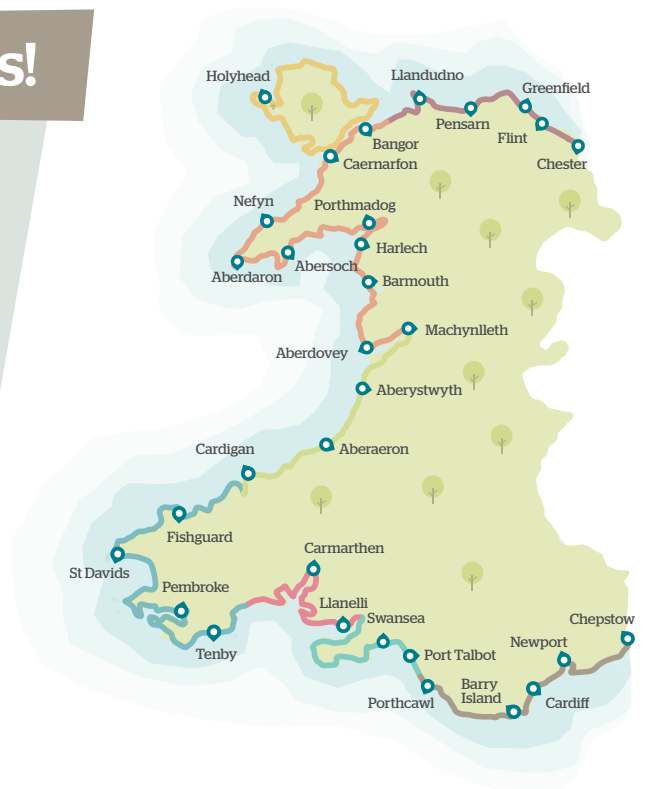 s!
Holyhead
Llandudno
Greenfield
Pensarn
Flint
Bangor
Chester
Caernarfon
Nefyn
Porthmadog
Harlech
Abersoch
Aberdaron
Barmouth
Machynlleth
Aberdovey
Aberystwyth
Cardigan
Aberaeron
Fishguard
Carmarthen
St Davids
Pembroke
Llanelli
Swansea
Chepstow
Newport
Tenby
Port Talbot
Barry
Island
Porthcawl
Cardiff